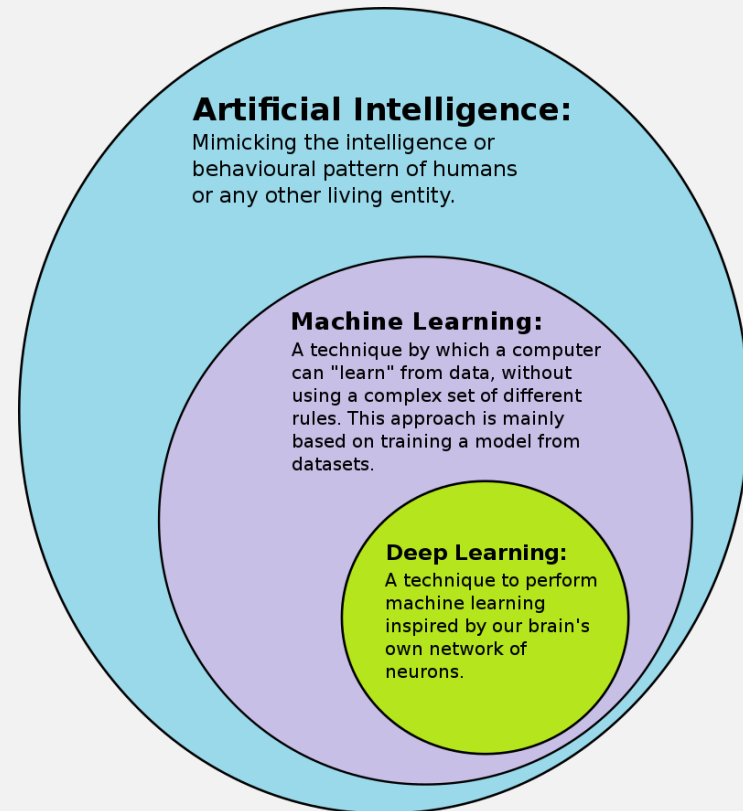 Artificial Intelligence:
Mimicking the intelligence or
behavioural pattern of humans
or any other living entity.
Machine Learning:
A technique by which a computer
can "learn" from data, without
using a complex set of different
rules. This approach is mainly
based on training a model from
datasets.
Deep Learning:
A technique to perform
machine learning
inspired by our brain's
own network of
neurons.